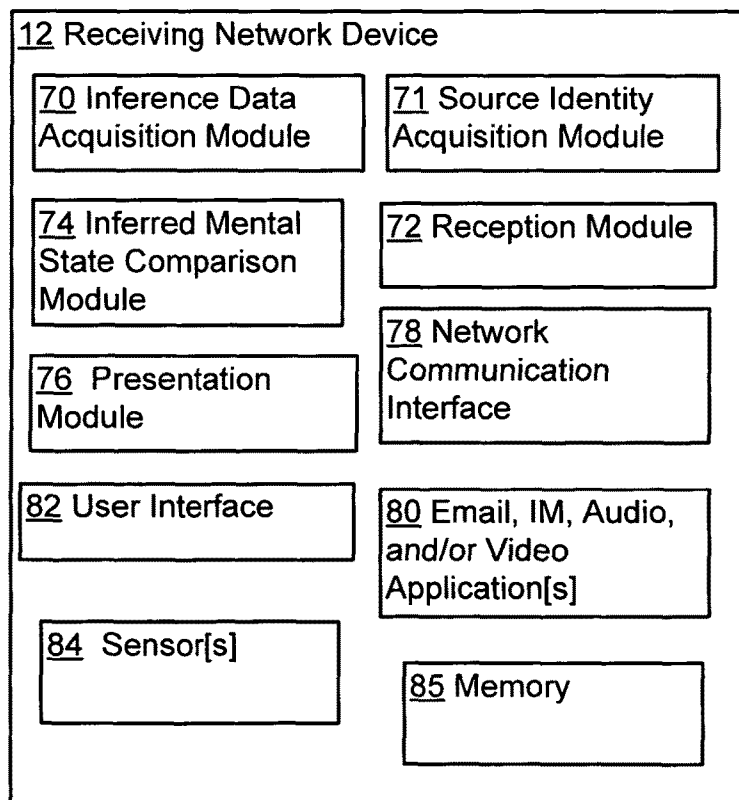 12 Receiving Network Device
70 Inference Data
Acquisition Module
71 Source Identity
Acquisition Module
74 Inferred Mental
State Comparison
Module
72 Reception Module
78 Network
Communication
Interface
76 Presentation
Module
82 User Interface
80 Email, IM, Audio,
and/or Video
Application[s]
84 Sensor[s]
85 Memory